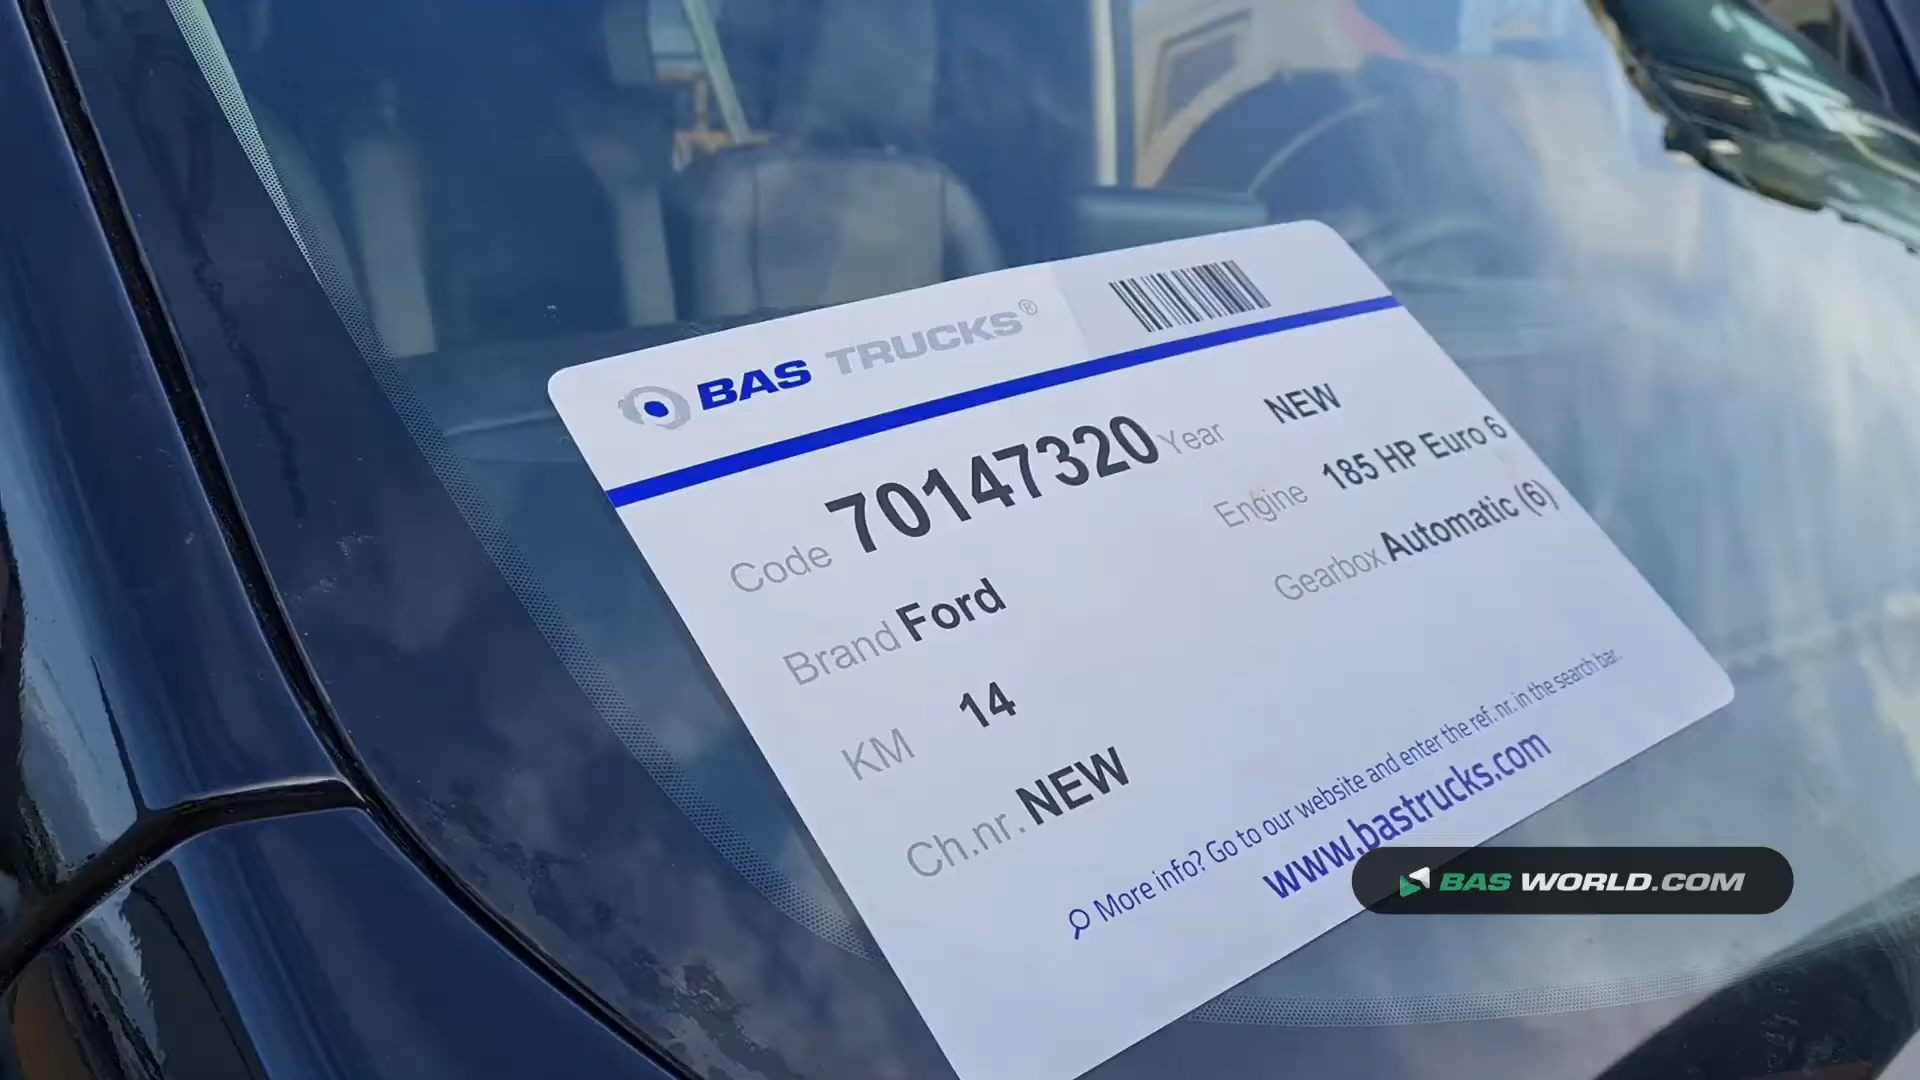 BAS TRUCKS®
Code 70147320
Brand Ford
KM 14
Ch.nr. NEW
Year NEW
Engine 185 HP Euro 6
Gearbox Automatic (6)
More info? Go to our website and enter the ref. nr. in the search bar.
www.bastrucks.com
BAS WORLD.COM